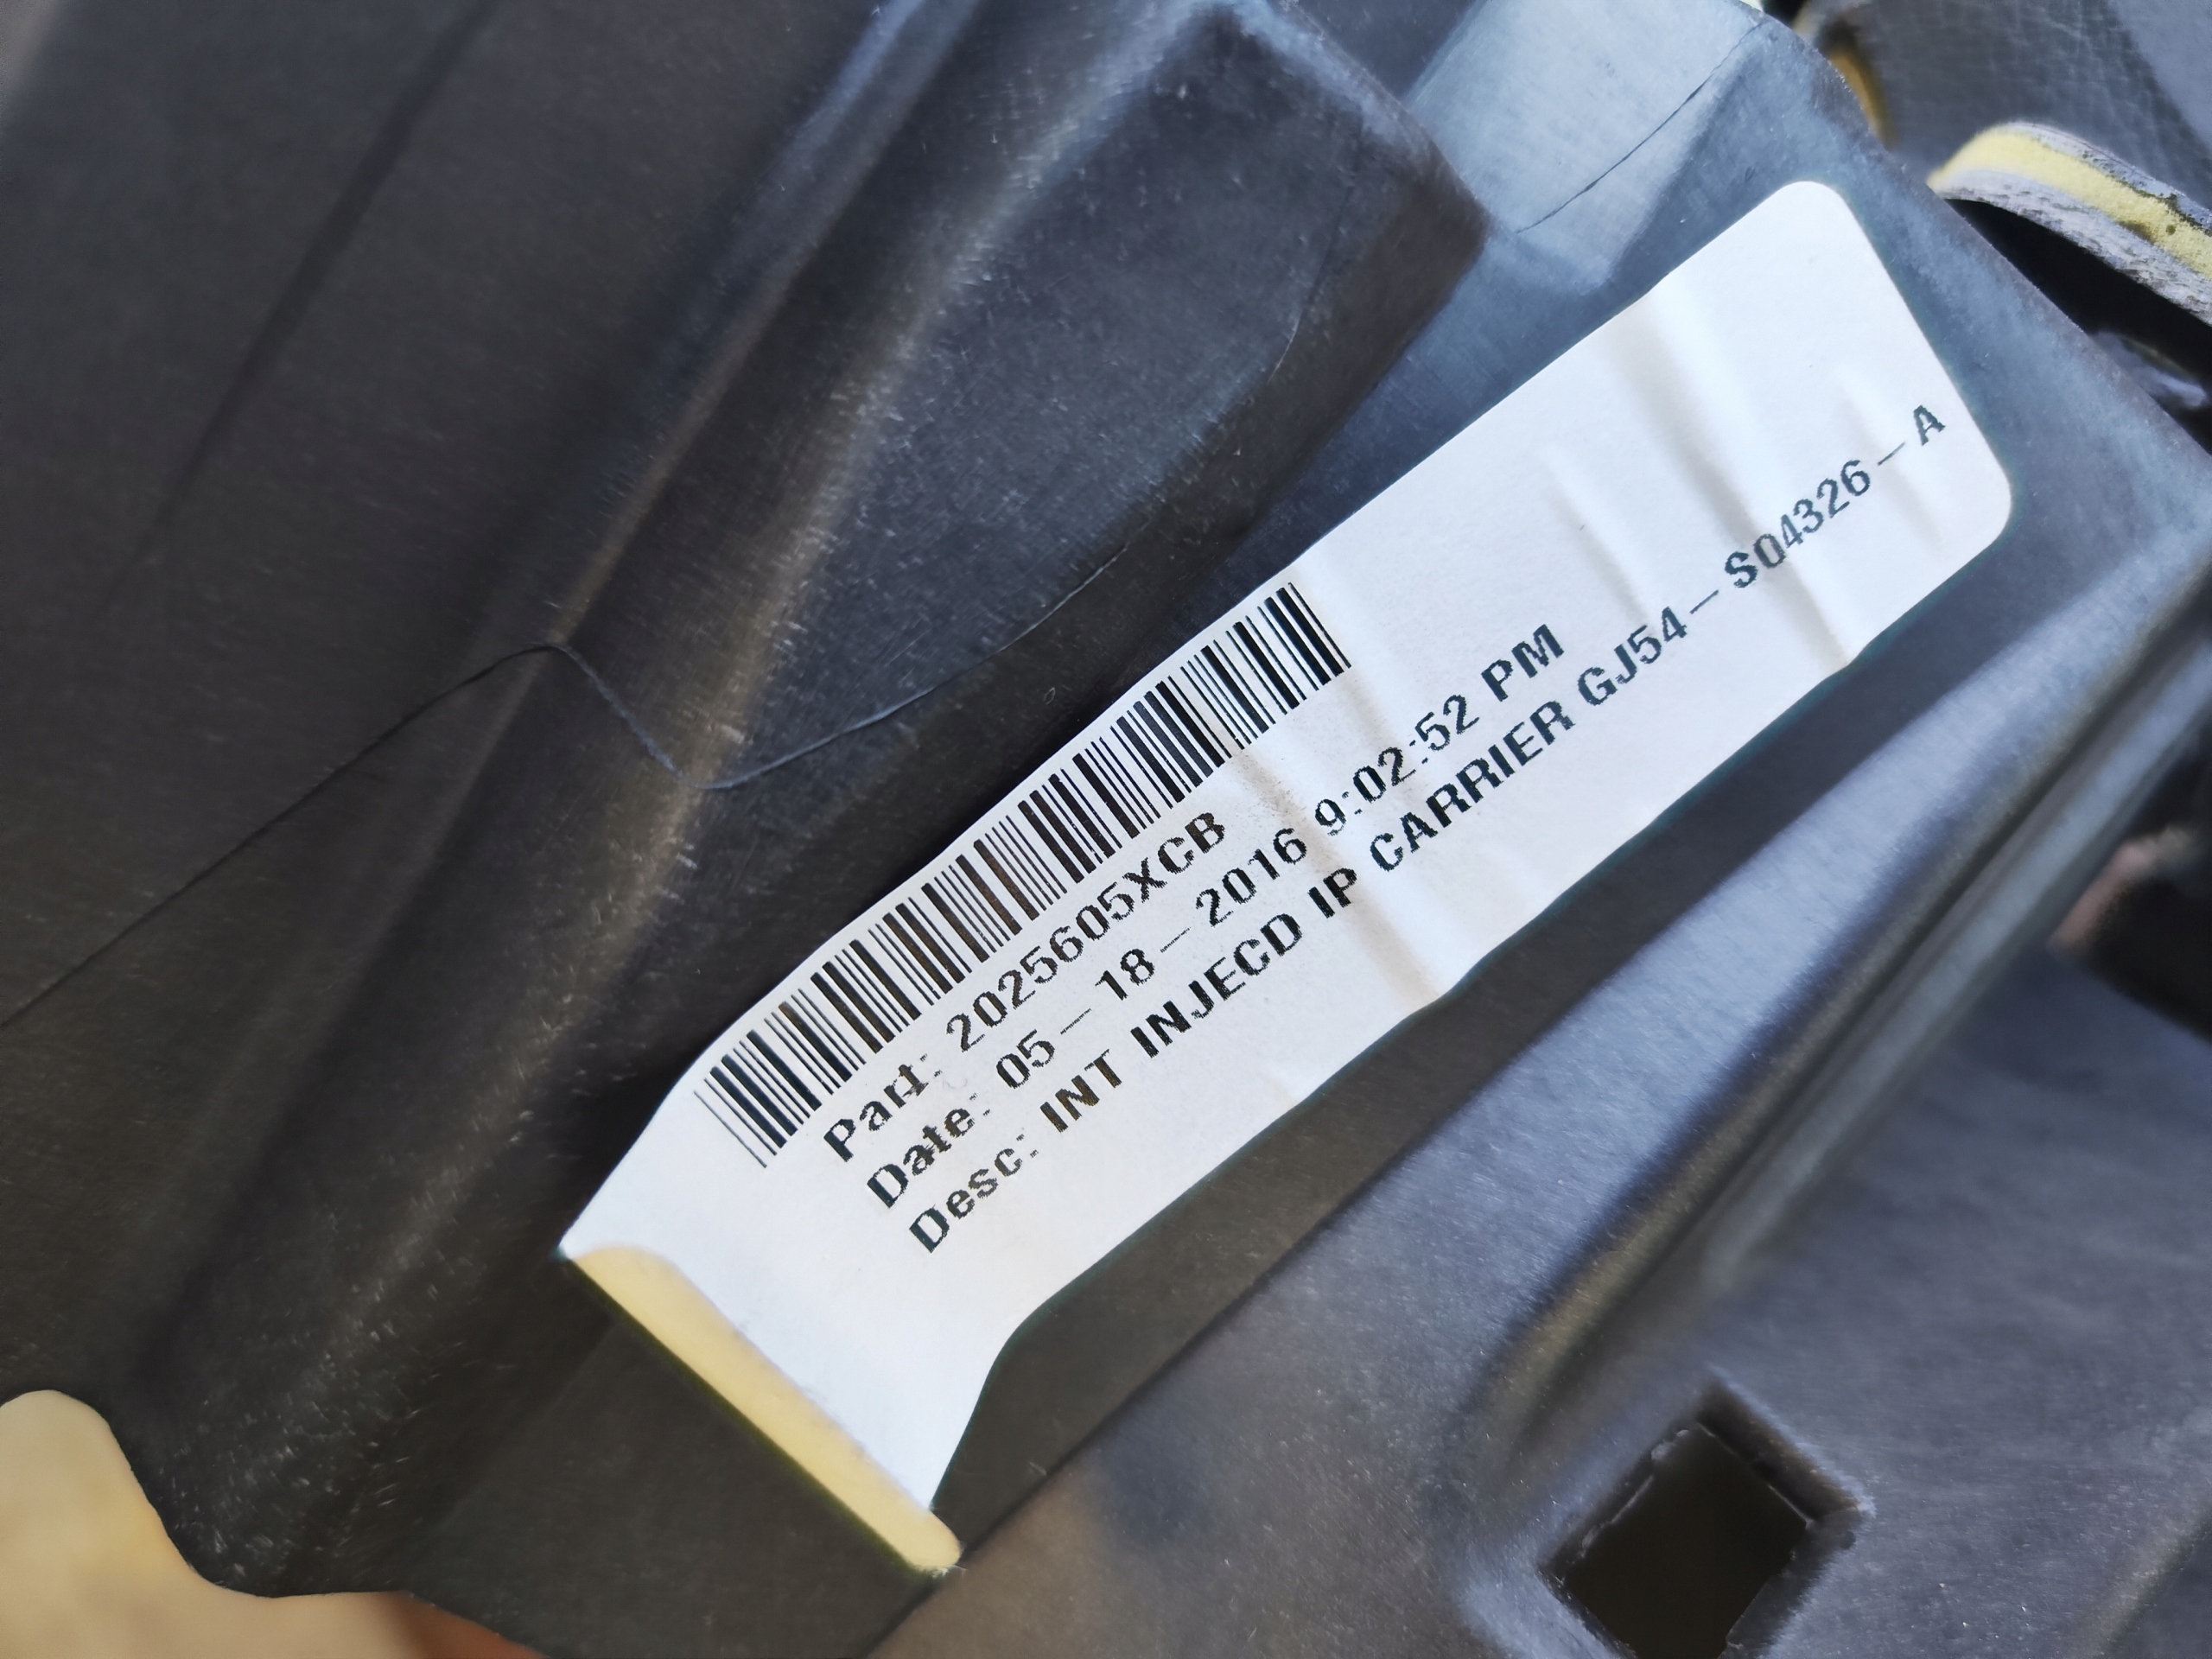 Part: 2025605XCB
Date: 05-18-2016 9:02:52 PM
Desc: INT INJECD IP CARRIER GJ54-S04326-A